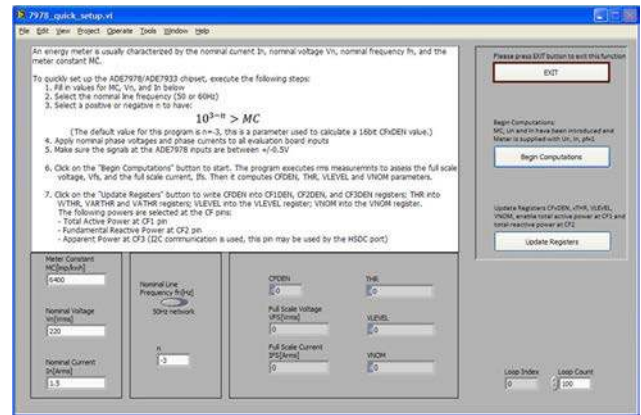 7978_quick_setup.vi
File Edit View Project Operate Tools Window Help
An energy meter is usually characterized by the nominal current In, nominal voltage Vn, nominal frequency fn, and the
meter constant MC.
To quickly set up the ADE7978/ADE7933 chipset, execute the following steps:
1. Fill in values for MC, Vn, and In below
2. Select the nominal line frequency (50 or 60Hz)
3. Select a positive or negative n to have:
10^{3-n} > MC
(The default value for this program is n=-3, this is a parameter used to calculate a 16bit CFxDEN value.)
4. Apply nominal phase voltages and phase currents to all evaluation board inputs
5. Make sure the signals at the ADE7978 inputs are between +/-0.5V
6. Click on the "Begin Computations" button to start. The program executes rms measuremnts to assess the full scale
voltage, Vfs, and the full scale current, Ifs. Then it computes CFDEN, THR, VLEVEL and VNOM parameters.
7. Click on the "Update Registers" button to write CFDEN into CF1DEN, CF2DEN, and CF3DEN registers; THR into
WTHR, VARTHR and VATHR registers; VLEVEL into the VLEVEL register; VNOM into the VNOM register.
The following powers are selected at the CF pins:
- Total Active Power at CF1 pin
- Fundamental Reactive Power at CF2 pin
- Apparent Power at CF3 (I2C communication is used, this pin may be used by the HSDC port)
Please press EXIT button to exit this function
EXIT
Begin Computations:
MC, Un and In have been introduced and
Meter is supplied with Un, In,
Begin Computations
Update Registers CFxDEN, xTHR, VLEVEL,
VNOM, enable total active power at CF1 and
total reactive power at CF2
Update Registers
Meter Constant
MC[imp/kwh]
6400
Nominal Voltage
Vn[Vrms]
220
Nominal Current
In[Arms]
1.5
Nominal Line
Frequency fn[Hz]
50Hz network
n
-3
CFDEN
0
Full Scale Voltage
VFS[Vrms]
0
Full Scale Current
IFS[Arms]
0
THR
0
VLEVEL
0
VNOM
0
Loop Index
0
Loop Count
100